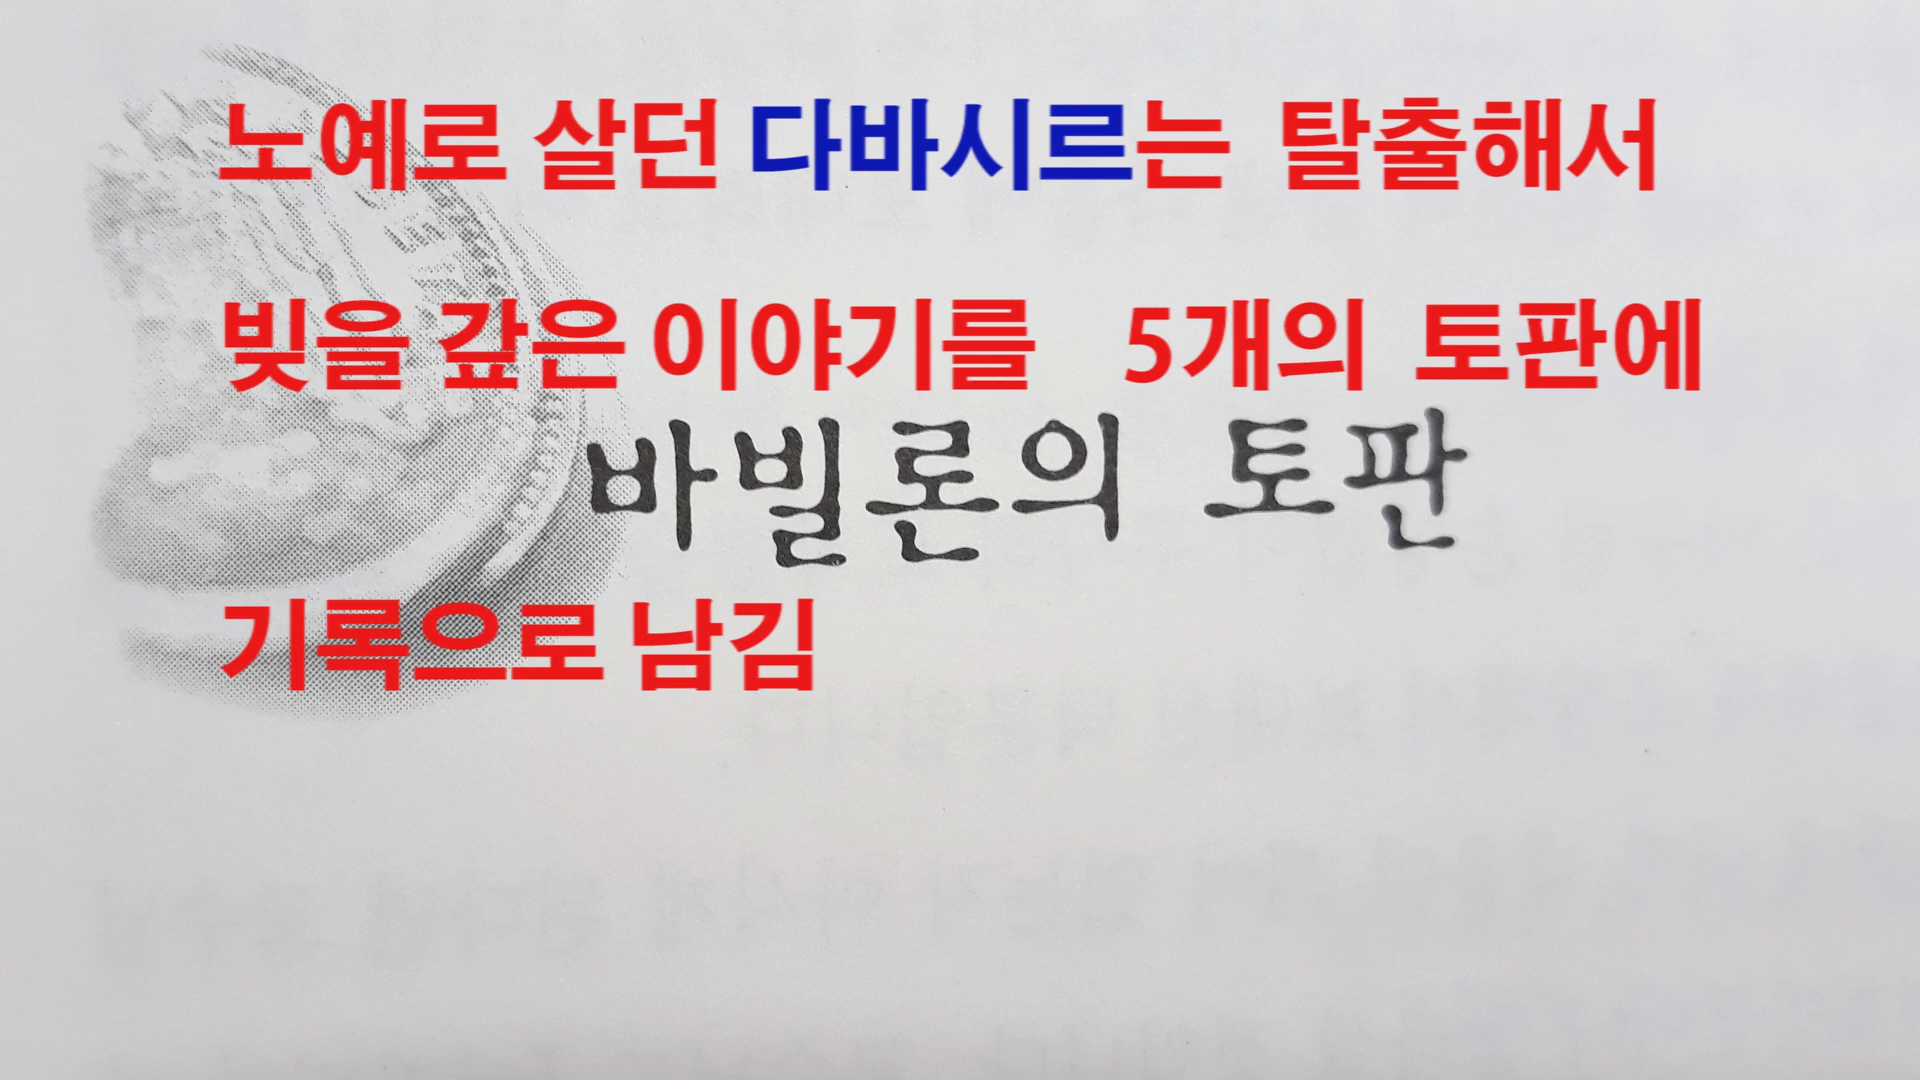 노예로 살던 다바시르는 탈출해서
빚을 갚은 이야기를 5개의 토판에
바빌론의 토판
기록으로 남김